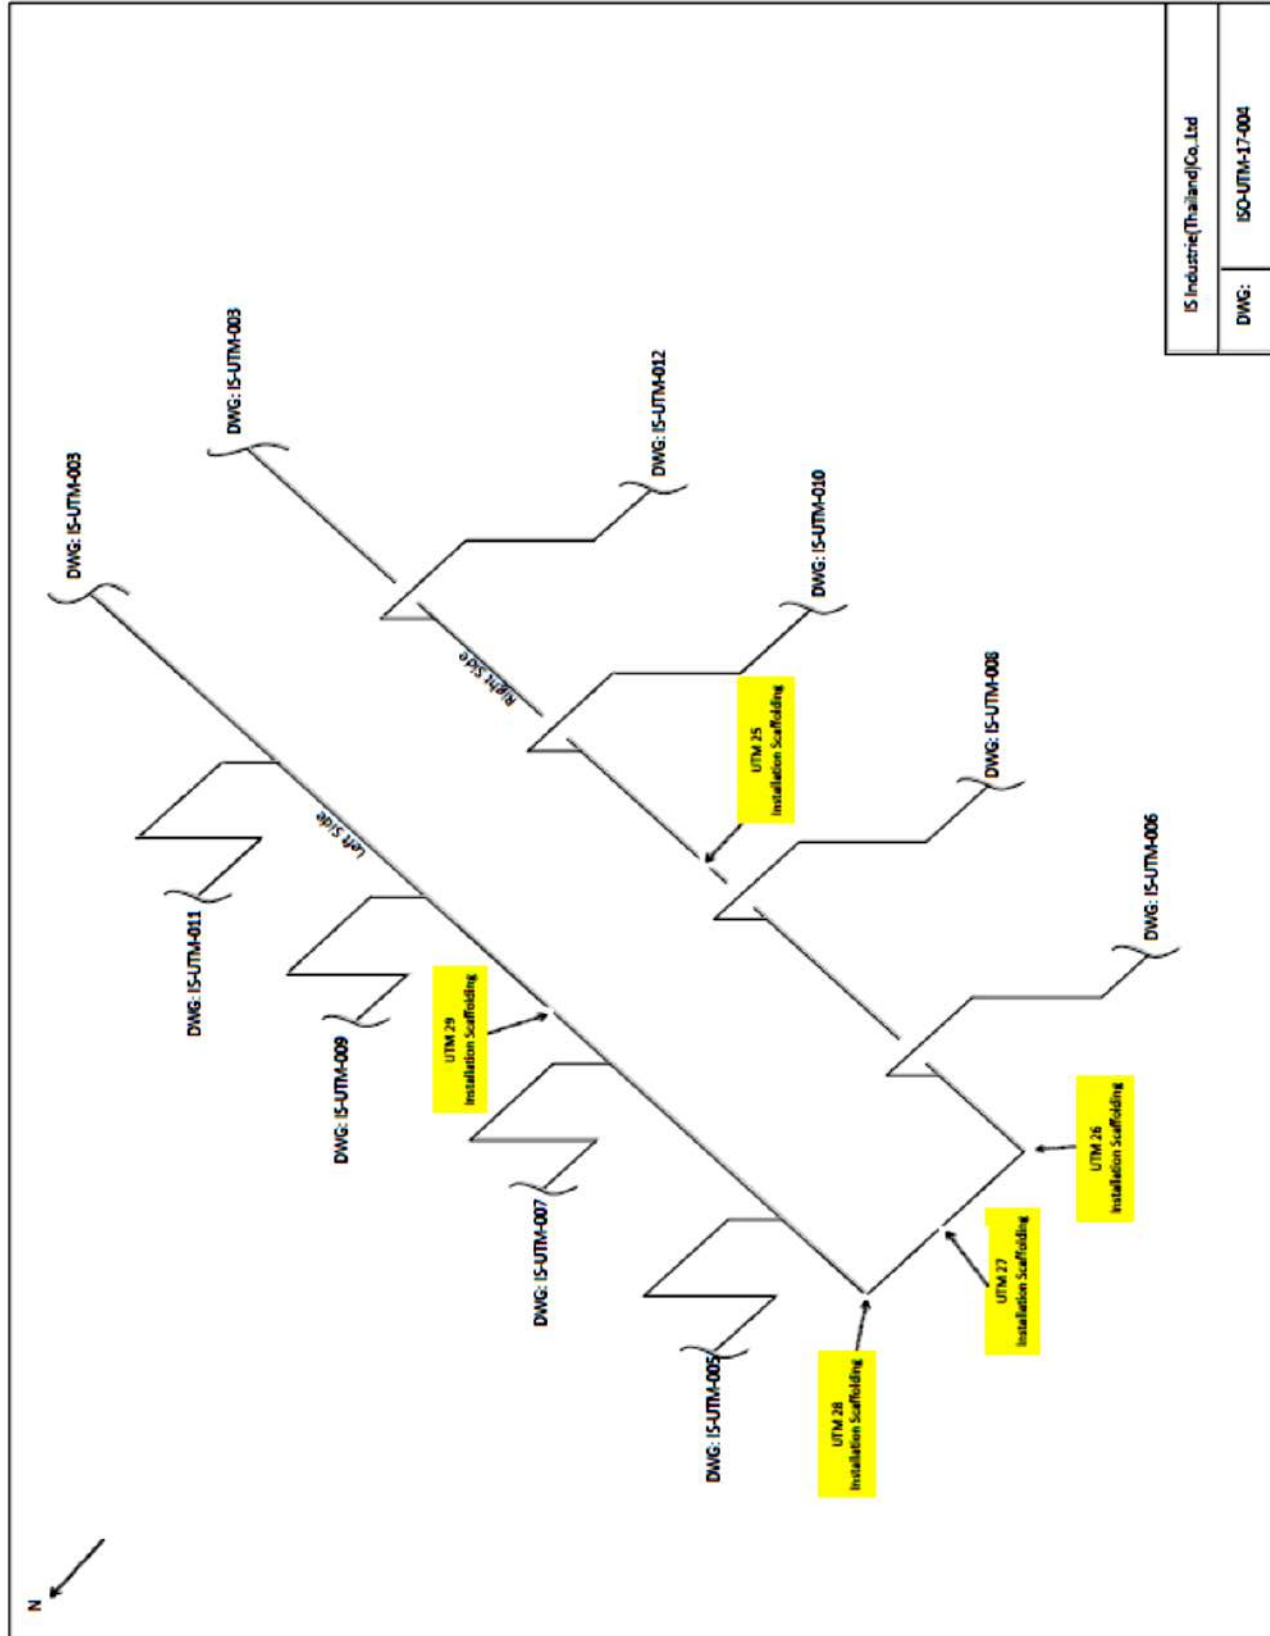 N
DWG: IS-UTM-005
DWG: IS-UTM-007
DWG: IS-UTM-009
DWG: IS-UTM-011
DWG: IS-UTM-003
DWG: IS-UTM-003
Left Side
Right Side
UTM 28
Installation Scaffolding
UTM 29
Installation Scaffolding
UTM 27
Installation Scaffolding
UTM 26
Installation Scaffolding
UTM 25
Installation Scaffolding
DWG: IS-UTM-012
DWG: IS-UTM-010
DWG: IS-UTM-008
DWG: IS-UTM-006
IS Industrie(Thailand)Co,.Ltd
DWG: ISO-UTM-17-004